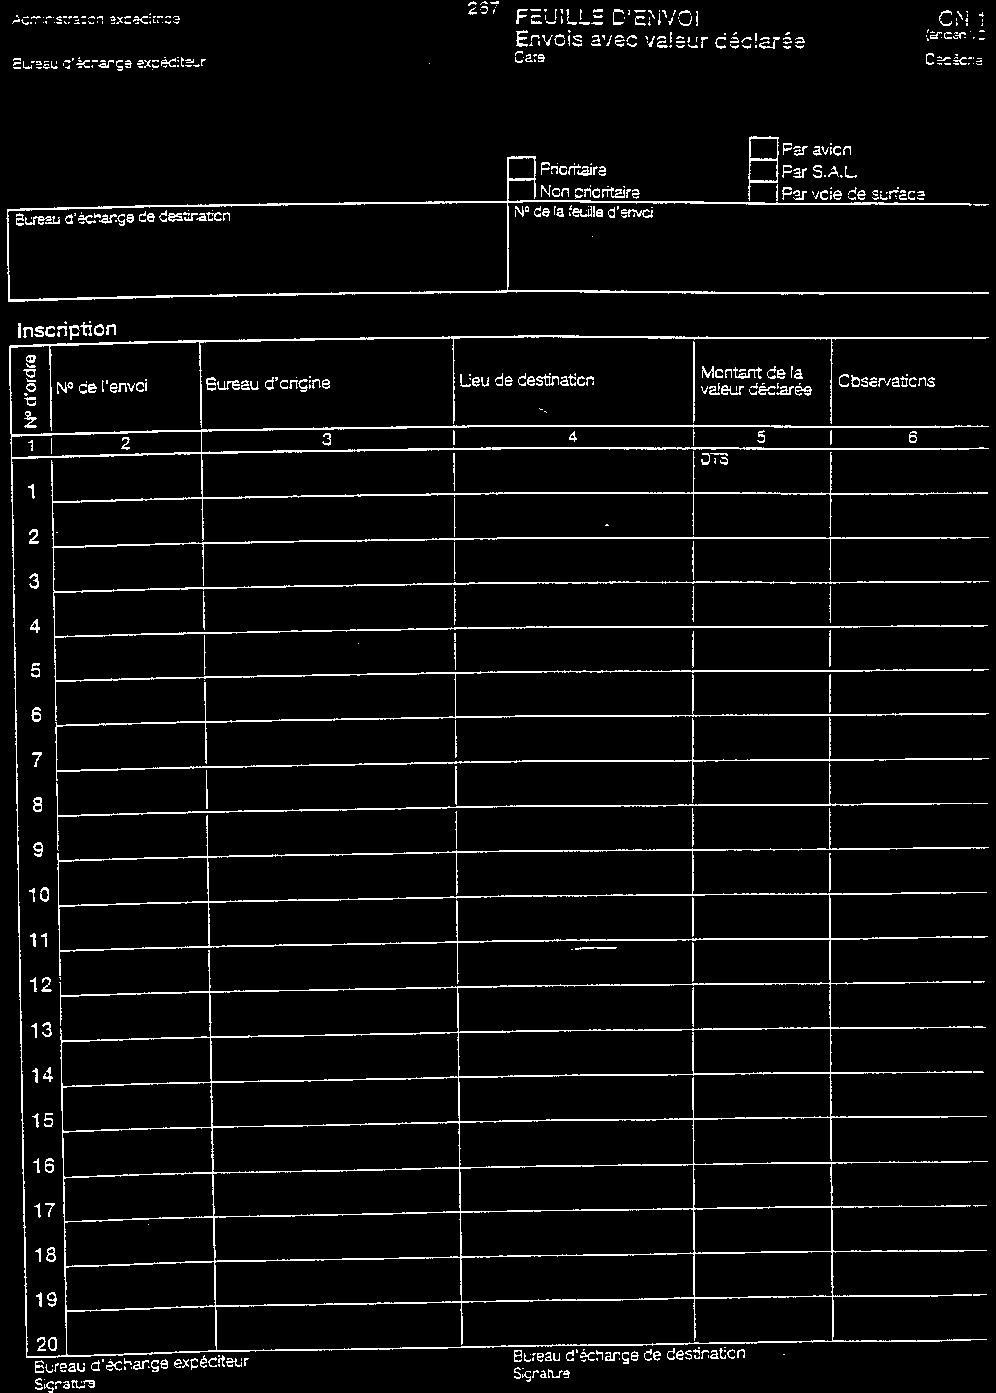 267
Administration expéditrice
FEUILLE D'ENVOI
Envois avec valeur déclarée
CN 1
Bureau d'échange expéditeur
Date
Dépêche
Prioritaire
Non prioritaire
Par avion
Par S.A.L.
Par voie de surface
Bureau d'échange de destination
N° de la feuille d'envoi
Inscription
N° d'ordre
N° de l'envoi
Bureau d'origine
Lieu de destination
Montant de la
valeur déclarée
Observations
1 2 3 4 5 6
DTS
1
2
3
4
5
6
7
8
9
10
11
12
13
14
15
16
17
18
19
20
Bureau d'échange expéditeur
Signature
Bureau d'échange de destination
Signature